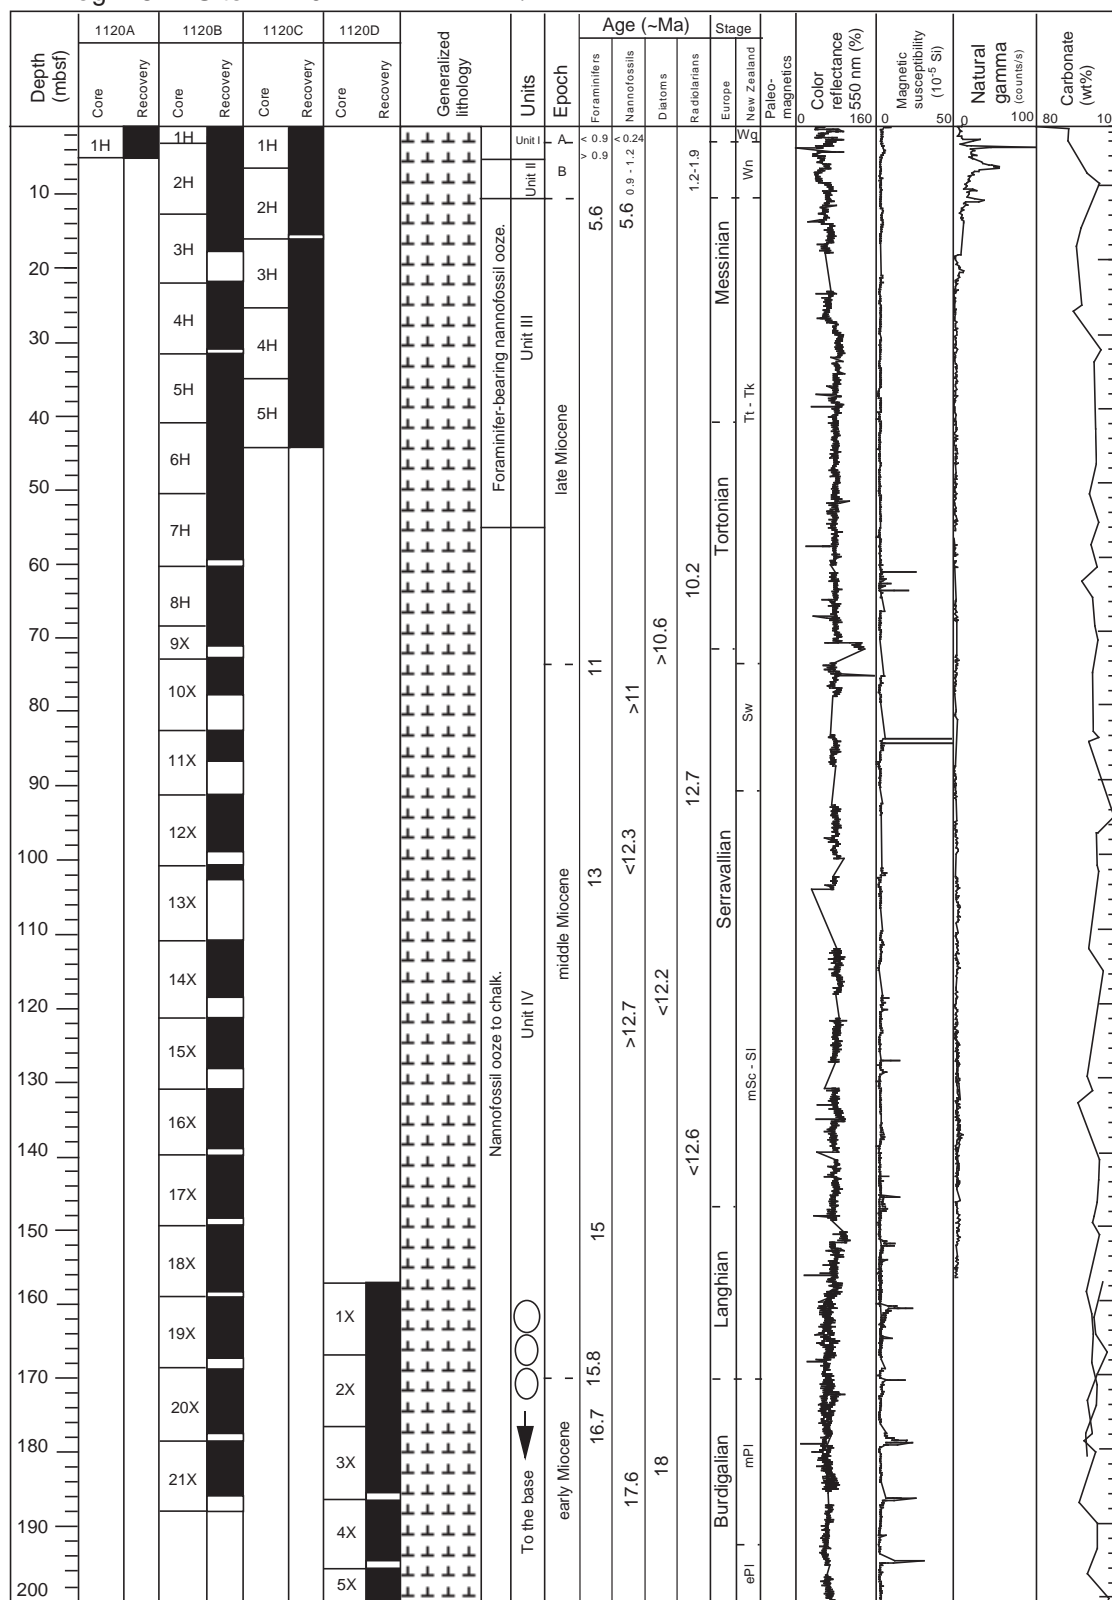 1120A 1120B 1120C 1120D Age (~Ma) Stage
Depth (mbsf)
Core
Recovery
Core
Recovery
Core
Recovery
Core
Recovery
Generalized lithology
Units
Epoch
Foraminifers
Nannofossils
Diatoms
Radiolarians
Europe
New Zealand
Paleo-magnetics
Color reflectance 550 nm (%)
0 160
Magnetic susceptibility (10-5 Si)
0 50
Natural gamma (counts/s)
0 100
Carbonate (wt%)
80 10
10
20
30
40
50
60
70
80
90
100
110
120
130
140
150
160
170
180
190
200
1H
1H
2H
3H
4H
5H
6H
7H
8H
9X
10X
11X
12X
13X
14X
15X
16X
17X
18X
19X
20X
21X
1H
2H
3H
4H
5H
1X
2X
3X
4X
5X
Foraminifer-bearing nannofossil ooze.
Nannofossil ooze to chalk.
Unit I
Unit II
Unit III
Unit IV
To the base
A
B
late Miocene
middle Miocene
early Miocene
< 0.9
> 0.9
5.6
11
13
15
15.8
16.7
< 0.24
0.9 - 1.2
5.6
>11
<12.3
>12.7
17.6
>10.6
<12.2
18
1.2-1.9
10.2
12.7
<12.6
Messinian
Tortonian
Serravallian
Langhian
Burdigalian
Wq
Wn
Tt - Tk
Sw
mSc - Sl
mPl
ePl